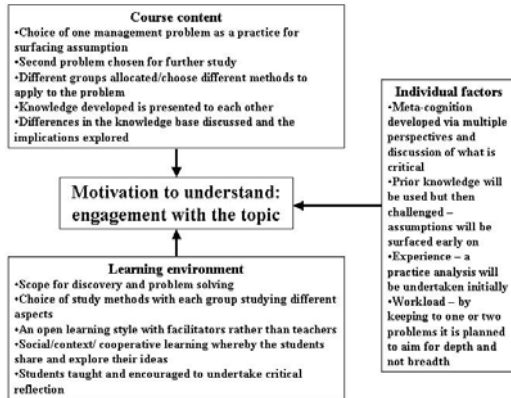 Course content
•Choice of one management problem as a practice for
surfacing assumption
•Second problem chosen for further study
•Different groups allocated/choose different methods to
apply to the problem
•Knowledge developed is presented to each other
•Differences in the knowledge base discussed and the
implications explored
Motivation to understand:
engagement with the topic
Learning environment
•Scope for discovery and problem solving
•Choice of study methods with each group studying different
aspects
•An open learning style with facilitators rather than teachers
•Social/context/ cooperative learning whereby the students
share and explore their ideas
•Students taught and encouraged to undertake critical
reflection
Individual factors
•Meta-cognition
developed via multiple
perspectives and
discussion of what is
critical
•Prior knowledge will
be used but then
challenged –
assumptions will be
surfaced early on
•Experience – a
practice analysis will
be undertaken initially
•Workload – by
keeping to one or two
problems it is planned
to aim for depth and
not breadth